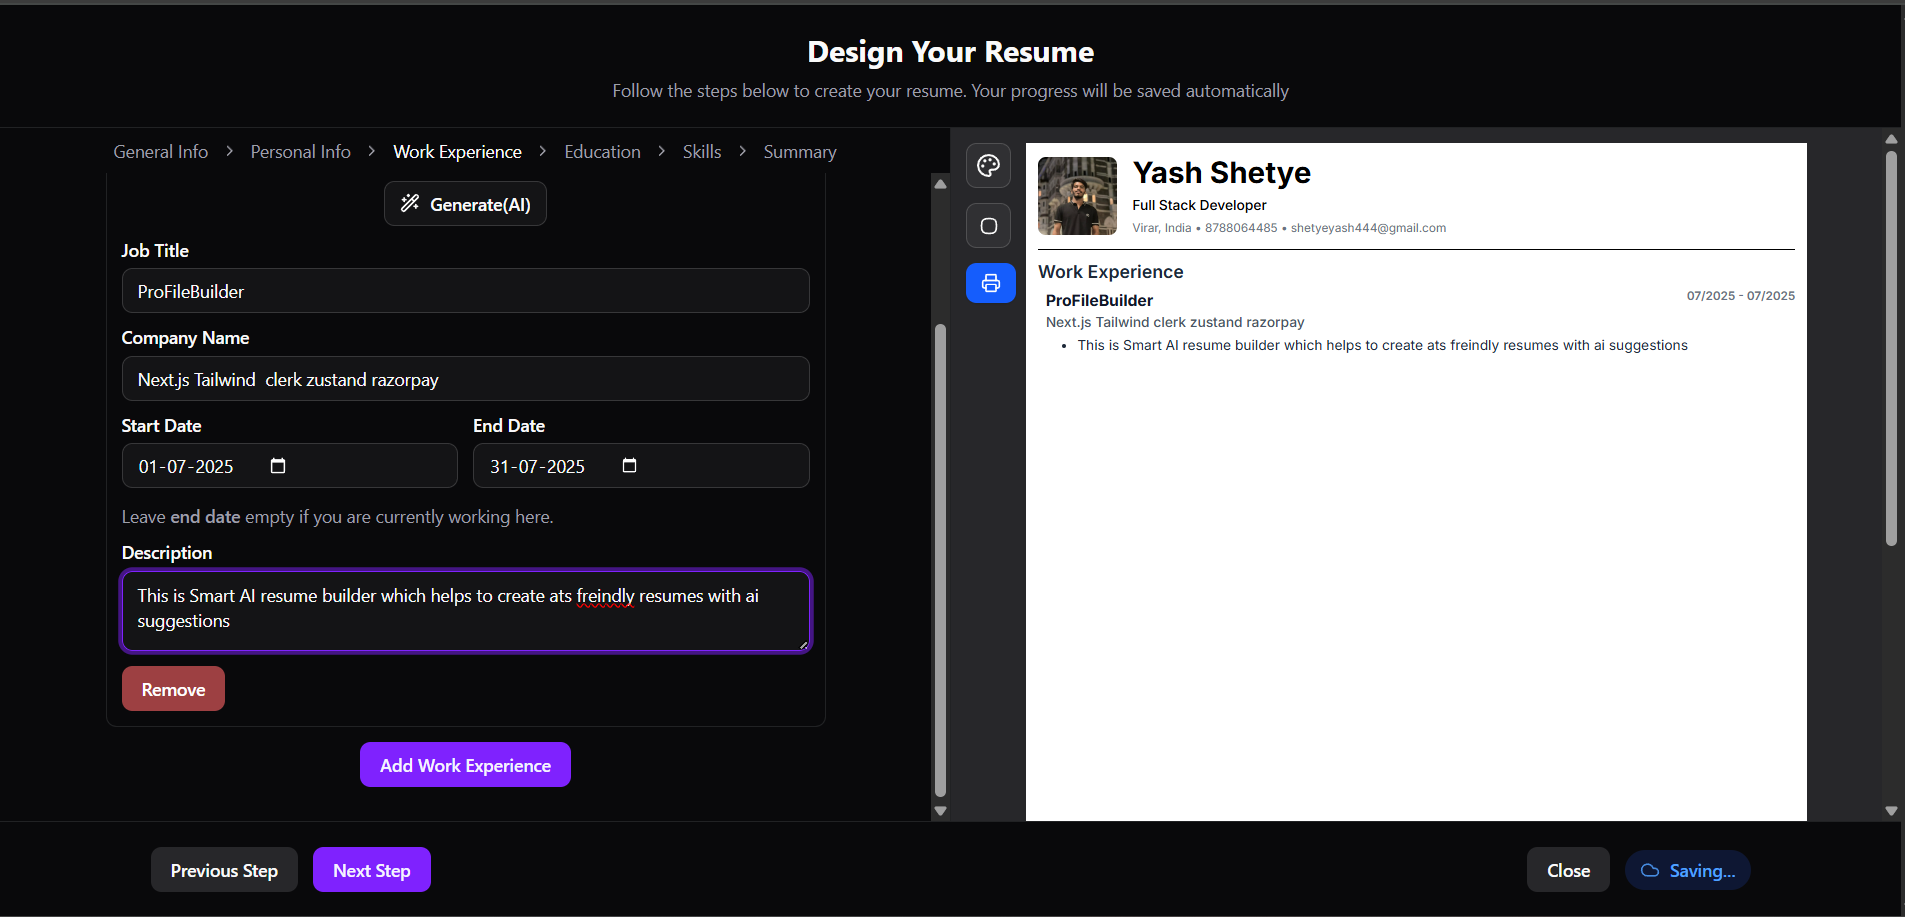 Design Your Resume
Follow the steps below to create your resume. Your progress will be saved automatically
General Info > Personal Info > Work Experience > Education > Skills > Summary
Generate(AI)
Job Title
ProFileBuilder
Company Name
Next.js Tailwind  clerk zustand razorpay
Start Date End Date
01-07-2025 31-07-2025
Leave end date empty if you are currently working here.
Description
This is Smart AI resume builder which helps to create ats freindly resumes with ai
suggestions
Remove
Add Work Experience
Previous Step Next Step
Yash Shetye
Full Stack Developer
Virar, India • 8788064485 • shetyeyash444@gmail.com
Work Experience
ProFileBuilder 07/2025 - 07/2025
Next.js Tailwind clerk zustand razorpay
• This is Smart AI resume builder which helps to create ats freindly resumes with ai suggestions
Close Saving...